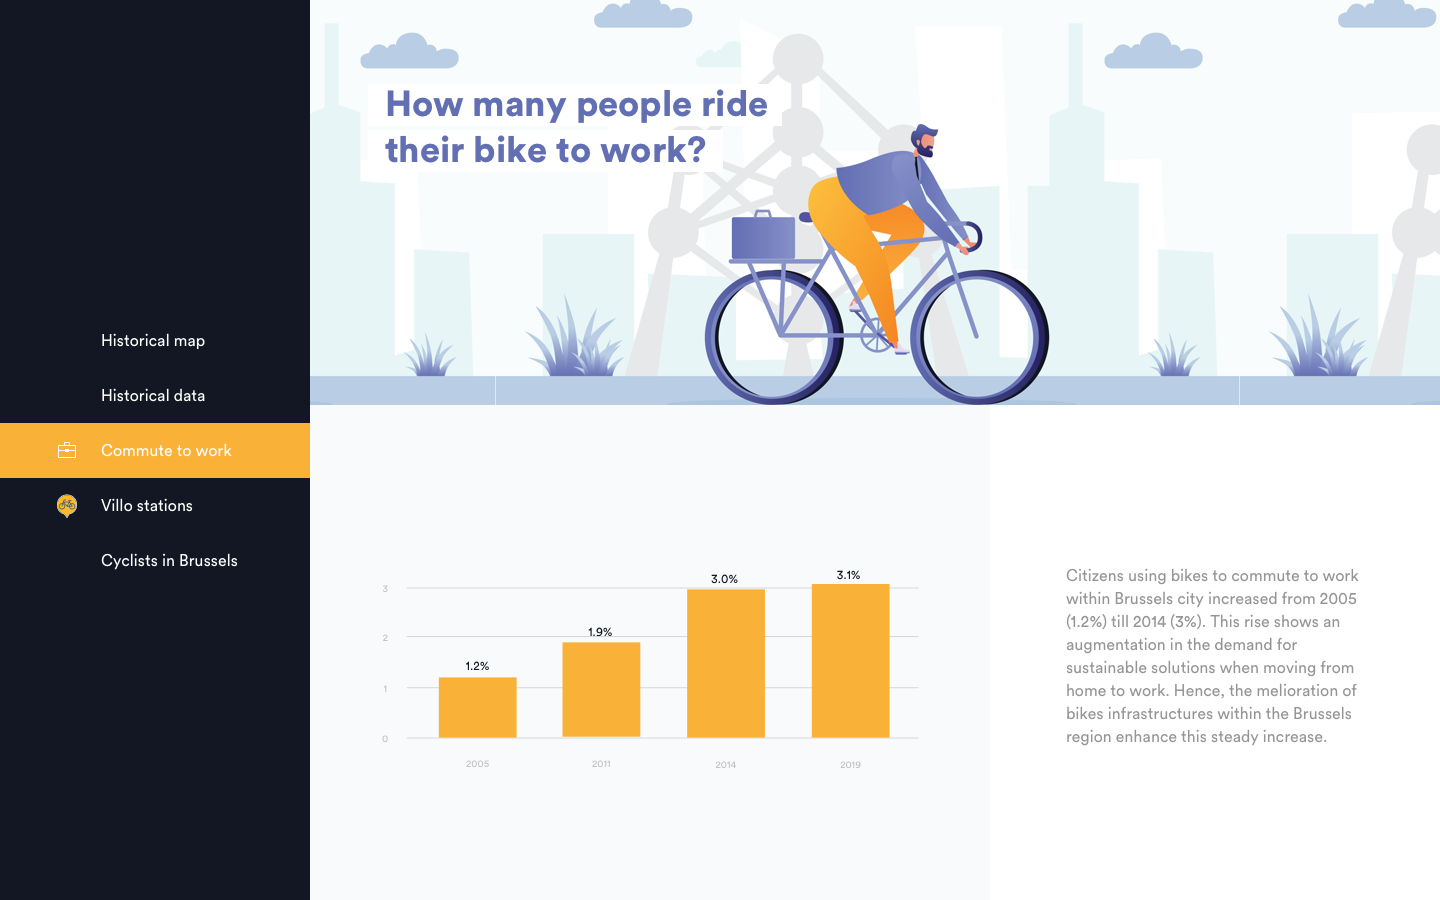 How many people ride
their bike to work?
Historical map
Historical data
Commute to work
Villo stations
Cyclists in Brussels
3
2
1
0
1.2%
1.9%
3.0%
3.1%
2005
2011
2014
2019
Citizens using bikes to commute to work
within Brussels city increased from 2005
(1.2%) till 2014 (3%). This rise shows an
augmentation in the demand for
sustainable solutions when moving from
home to work. Hence, the melioration of
bikes infrastructures within the Brussels
region enhance this steady increase.